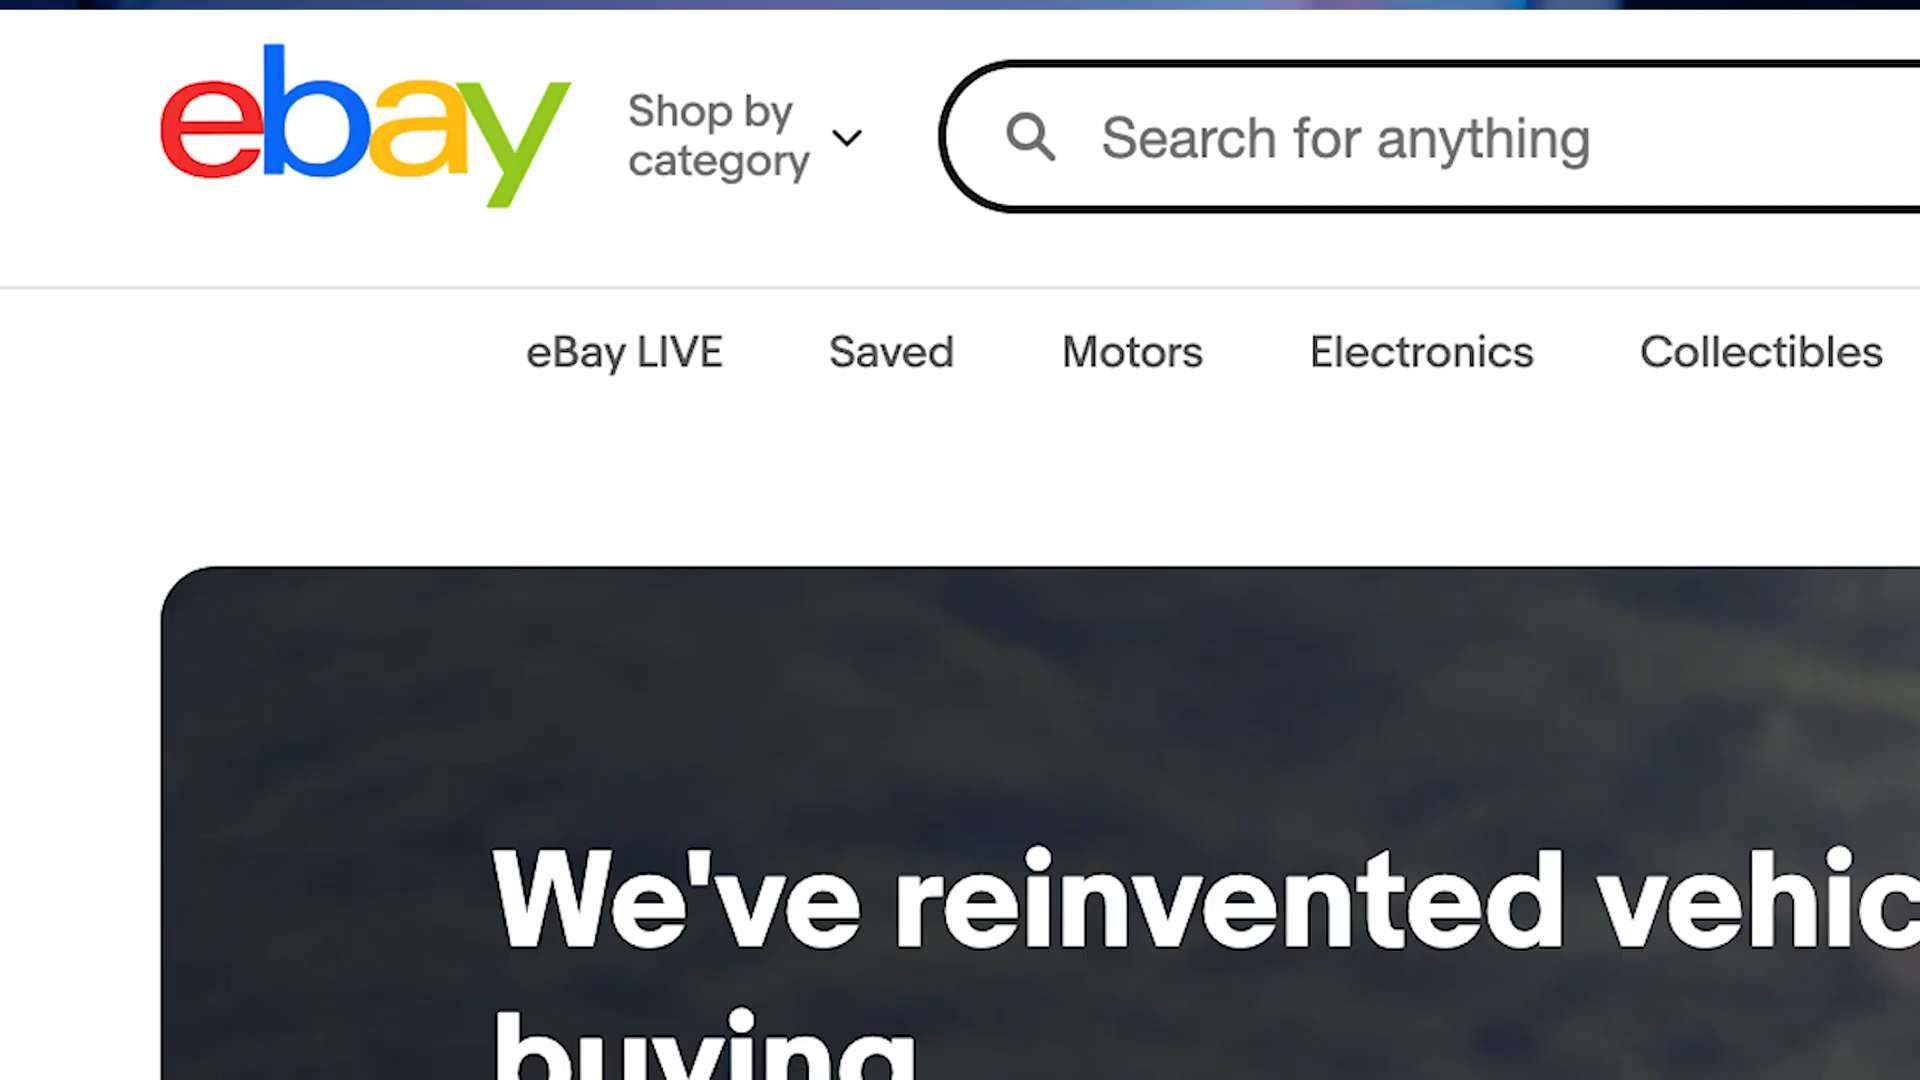 ebay
Shop by
category
Search for anything
eBay LIVE Saved Motors Electronics Collectibles
We've reinvented vehic
buying